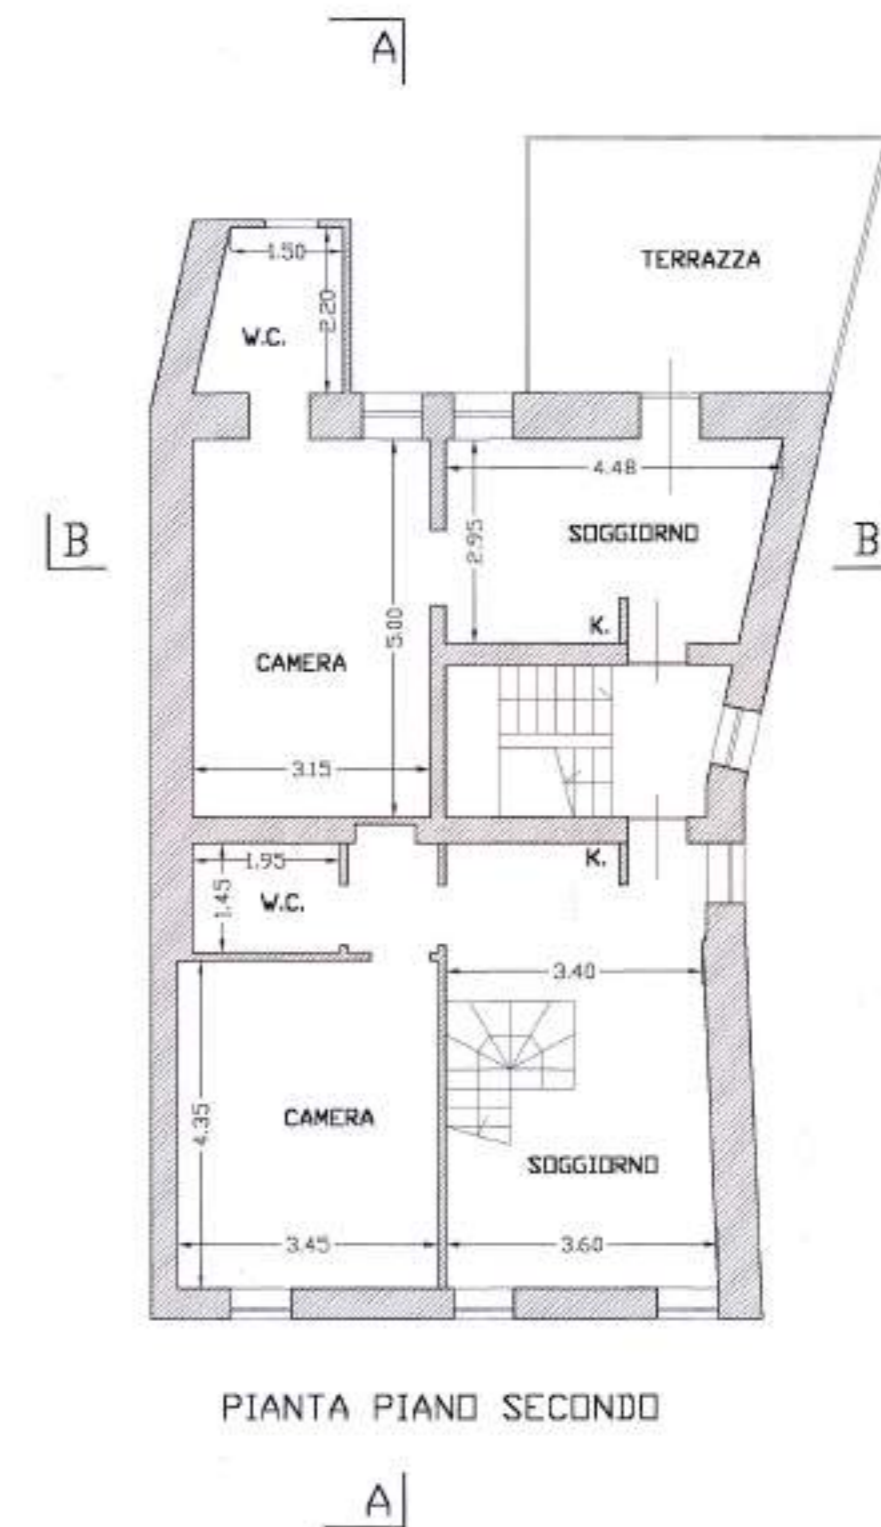 A
TERRAZZA
1.50
2.20
W.C.
4.48
B
SOGGIORNO
B
2.95
K.
5.00
CAMERA
3.15
1.95
K.
1.45
W.C.
3.40
4.35
CAMERA
SOGGIORNO
3.45
3.60
PIANTA PIANO SECONDO
A